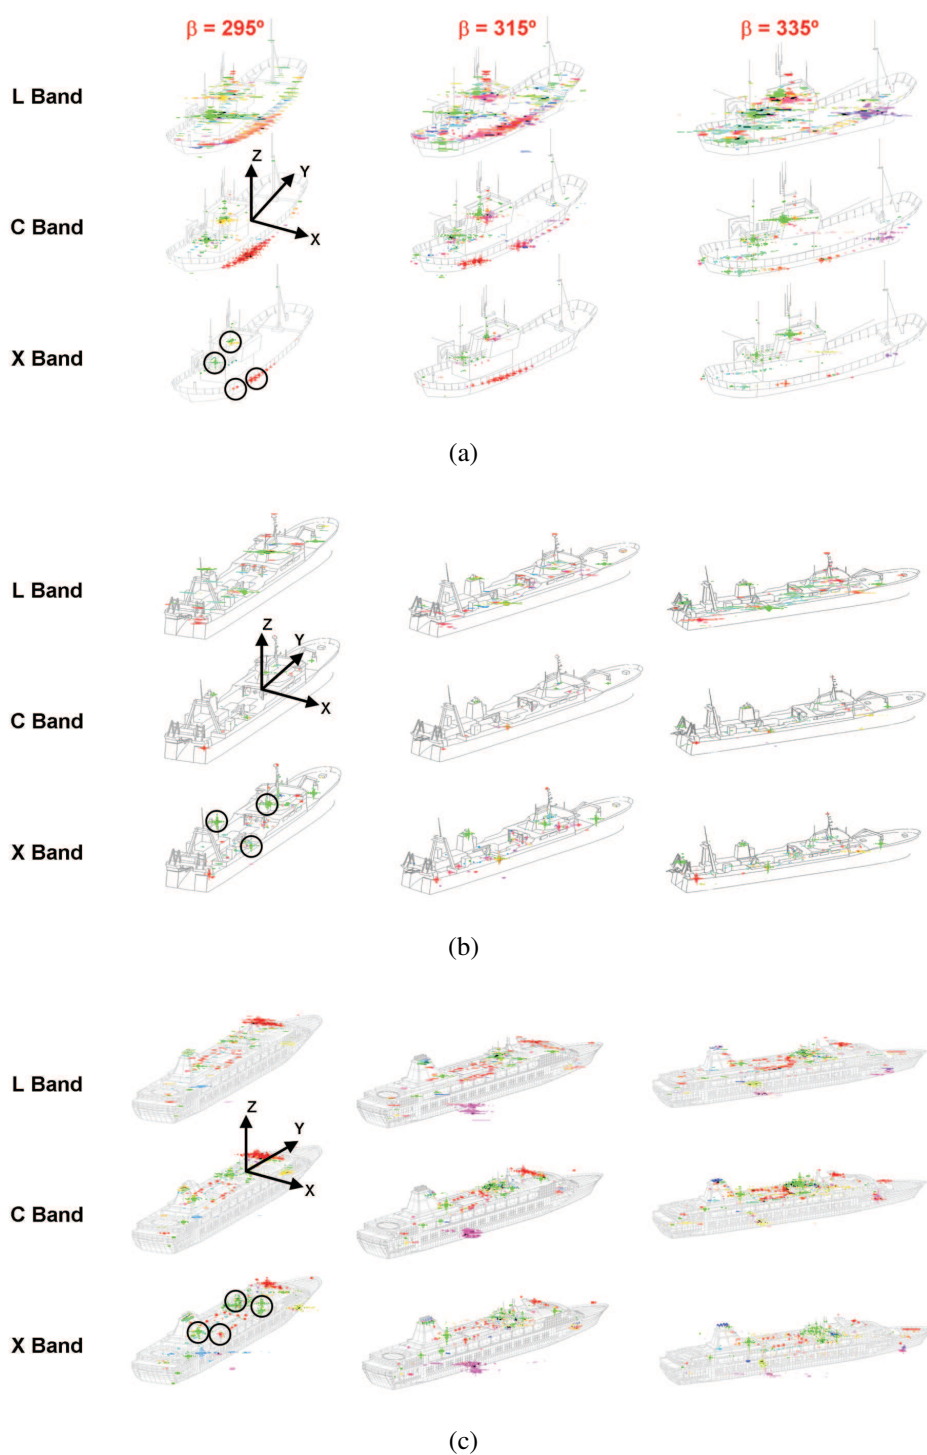 β = 295º β = 315º β = 335º
L Band
Z
Y
C Band
X
X Band
(a)
L Band
Z
Y
C Band
X
X Band
(b)
L Band
Z
Y
X
C Band
X Band
(c)